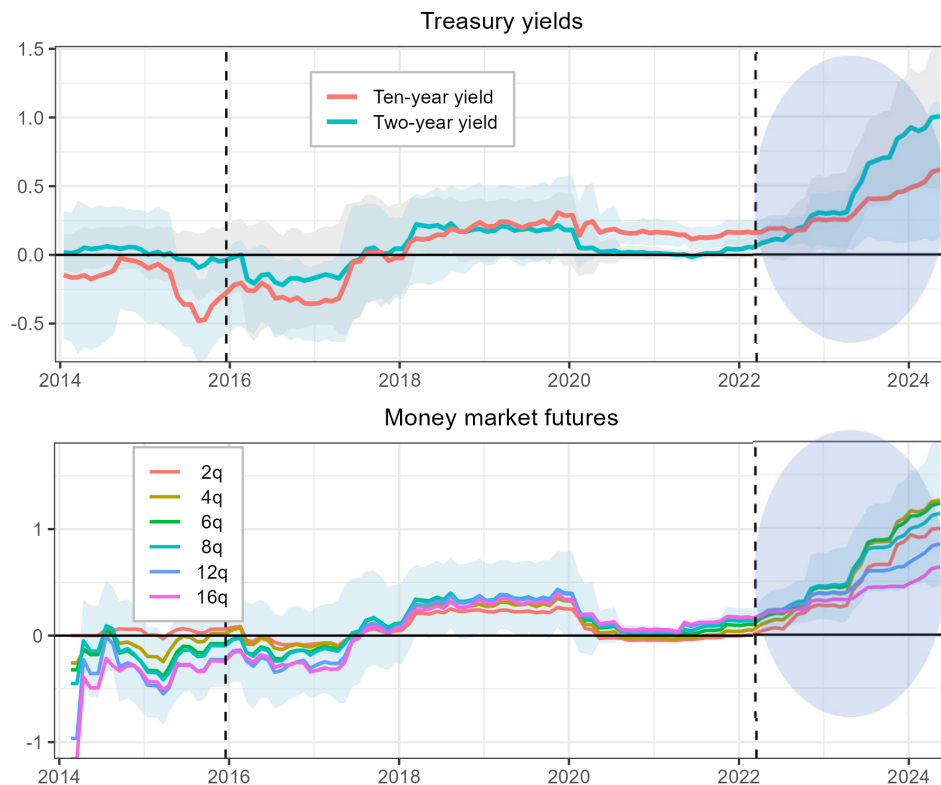 Treasury yields
1.5
1.0
0.5
0.0
-0.5
Ten-year yield
Two-year yield
2014 2016 2018 2020 2022 2024
Money market futures
1
0
-1
2q
4q
6q
8q
12q
16q
2014 2016 2018 2020 2022 2024